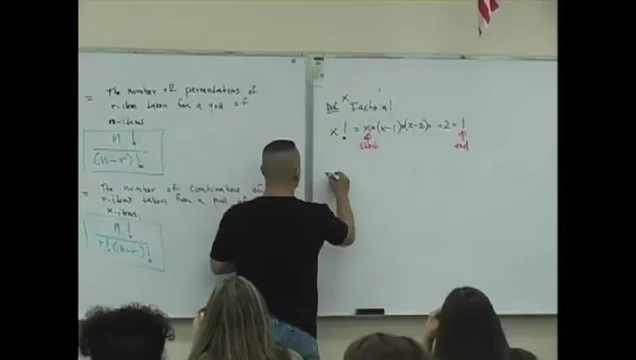 = The number of permutations of
r-item taken from a pool of
n-items
n!
(n-r)!
= The number of combinations of
r-items taken from a pool of
n-items.
n!
r!(n-r)!
Def x Factorial
x! = x•(x-1)•(x-2)• •2•1
start end